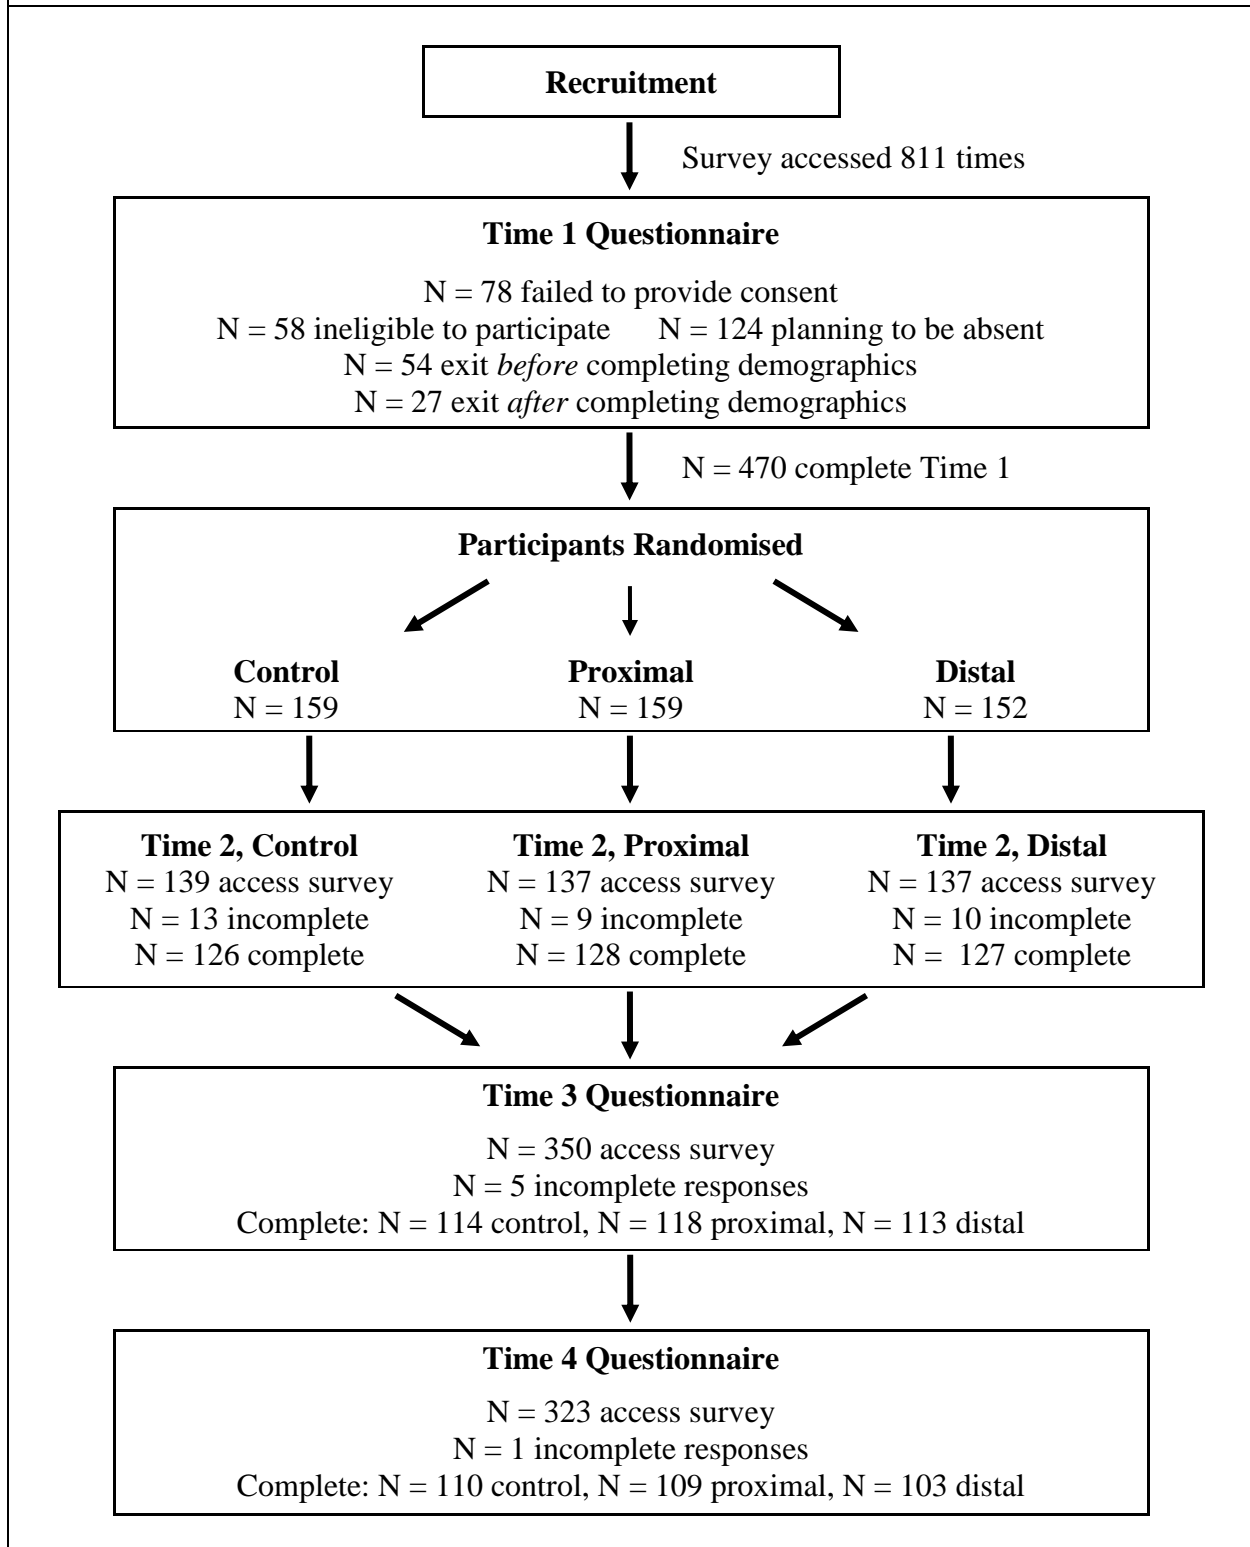 Recruitment
Survey accessed 811 times
Time 1 Questionnaire
N = 78 failed to provide consent
N = 58 ineligible to participate N = 124 planning to be absent
N = 54 exit before completing demographics
N = 27 exit after completing demographics
N = 470 complete Time 1
Participants Randomised
Control Proximal Distal
N = 159 N = 159 N = 152
Time 2, Control Time 2, Proximal Time 2, Distal
N = 139 access survey N = 137 access survey N = 137 access survey
N = 13 incomplete N = 9 incomplete N = 10 incomplete
N = 126 complete N = 128 complete N = 127 complete
Time 3 Questionnaire
N = 350 access survey
N = 5 incomplete responses
Complete: N = 114 control, N = 118 proximal, N = 113 distal
Time 4 Questionnaire
N = 323 access survey
N = 1 incomplete responses
Complete: N = 110 control, N = 109 proximal, N = 103 distal